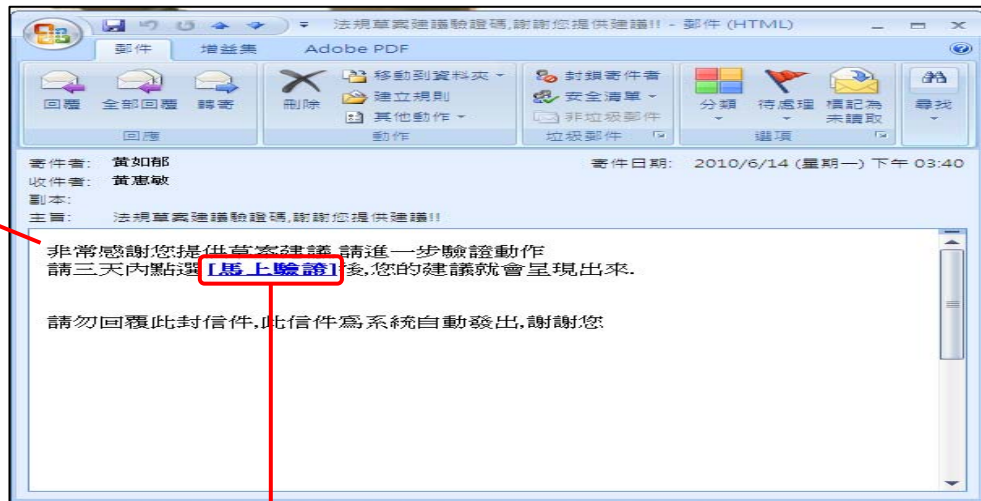 法規草案建議驗證碼,謝謝您提供建議!! - 郵件 (HTML)
郵件 增益集 Adobe PDF
回覆 全部回覆 轉寄
回應
刪除 移動到資料夾
建立規則
其他動作
動作
封鎖寄件者
安全清單
非垃圾郵件
垃圾郵件
分類 待處理 標記為
未讀取
選項
尋找
寄件者: 黃如郁 寄件日期: 2010/6/14 (星期一) 下午 03:40
收件者: 黃惠敏
副本:
主旨: 法規草案建議驗證碼,謝謝您提供建議!!
非常感謝您提供草案建議,請進一步驗證動作
請三天內點選[馬上驗證]後,您的建議就會呈現出來.
請勿回覆此封信件,此信件為系統自動發出,謝謝您